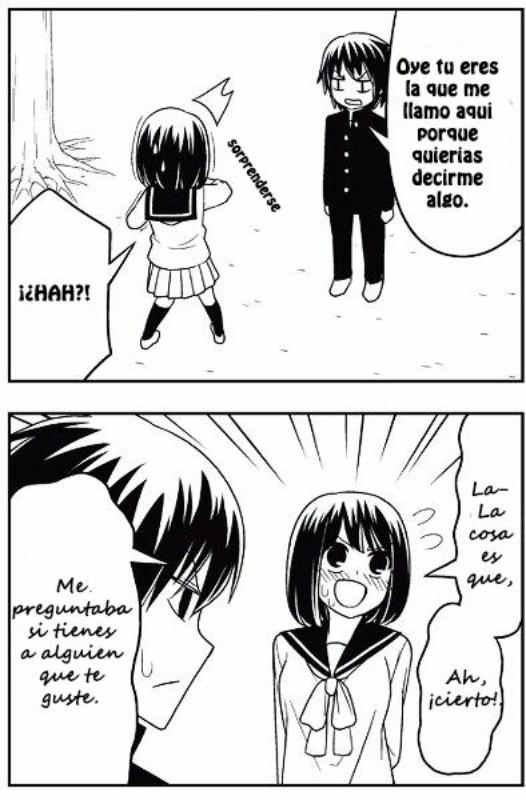 Oye tu eres
la que me
llamo aqui
porque
quierias
decirme
algo.
sorprenderse
¡¿HAH?!
La-
La
cosa
es
que,
Ah,
¡cierto!
Me
preguntaba
si tienes
a alguien
que te
guste.